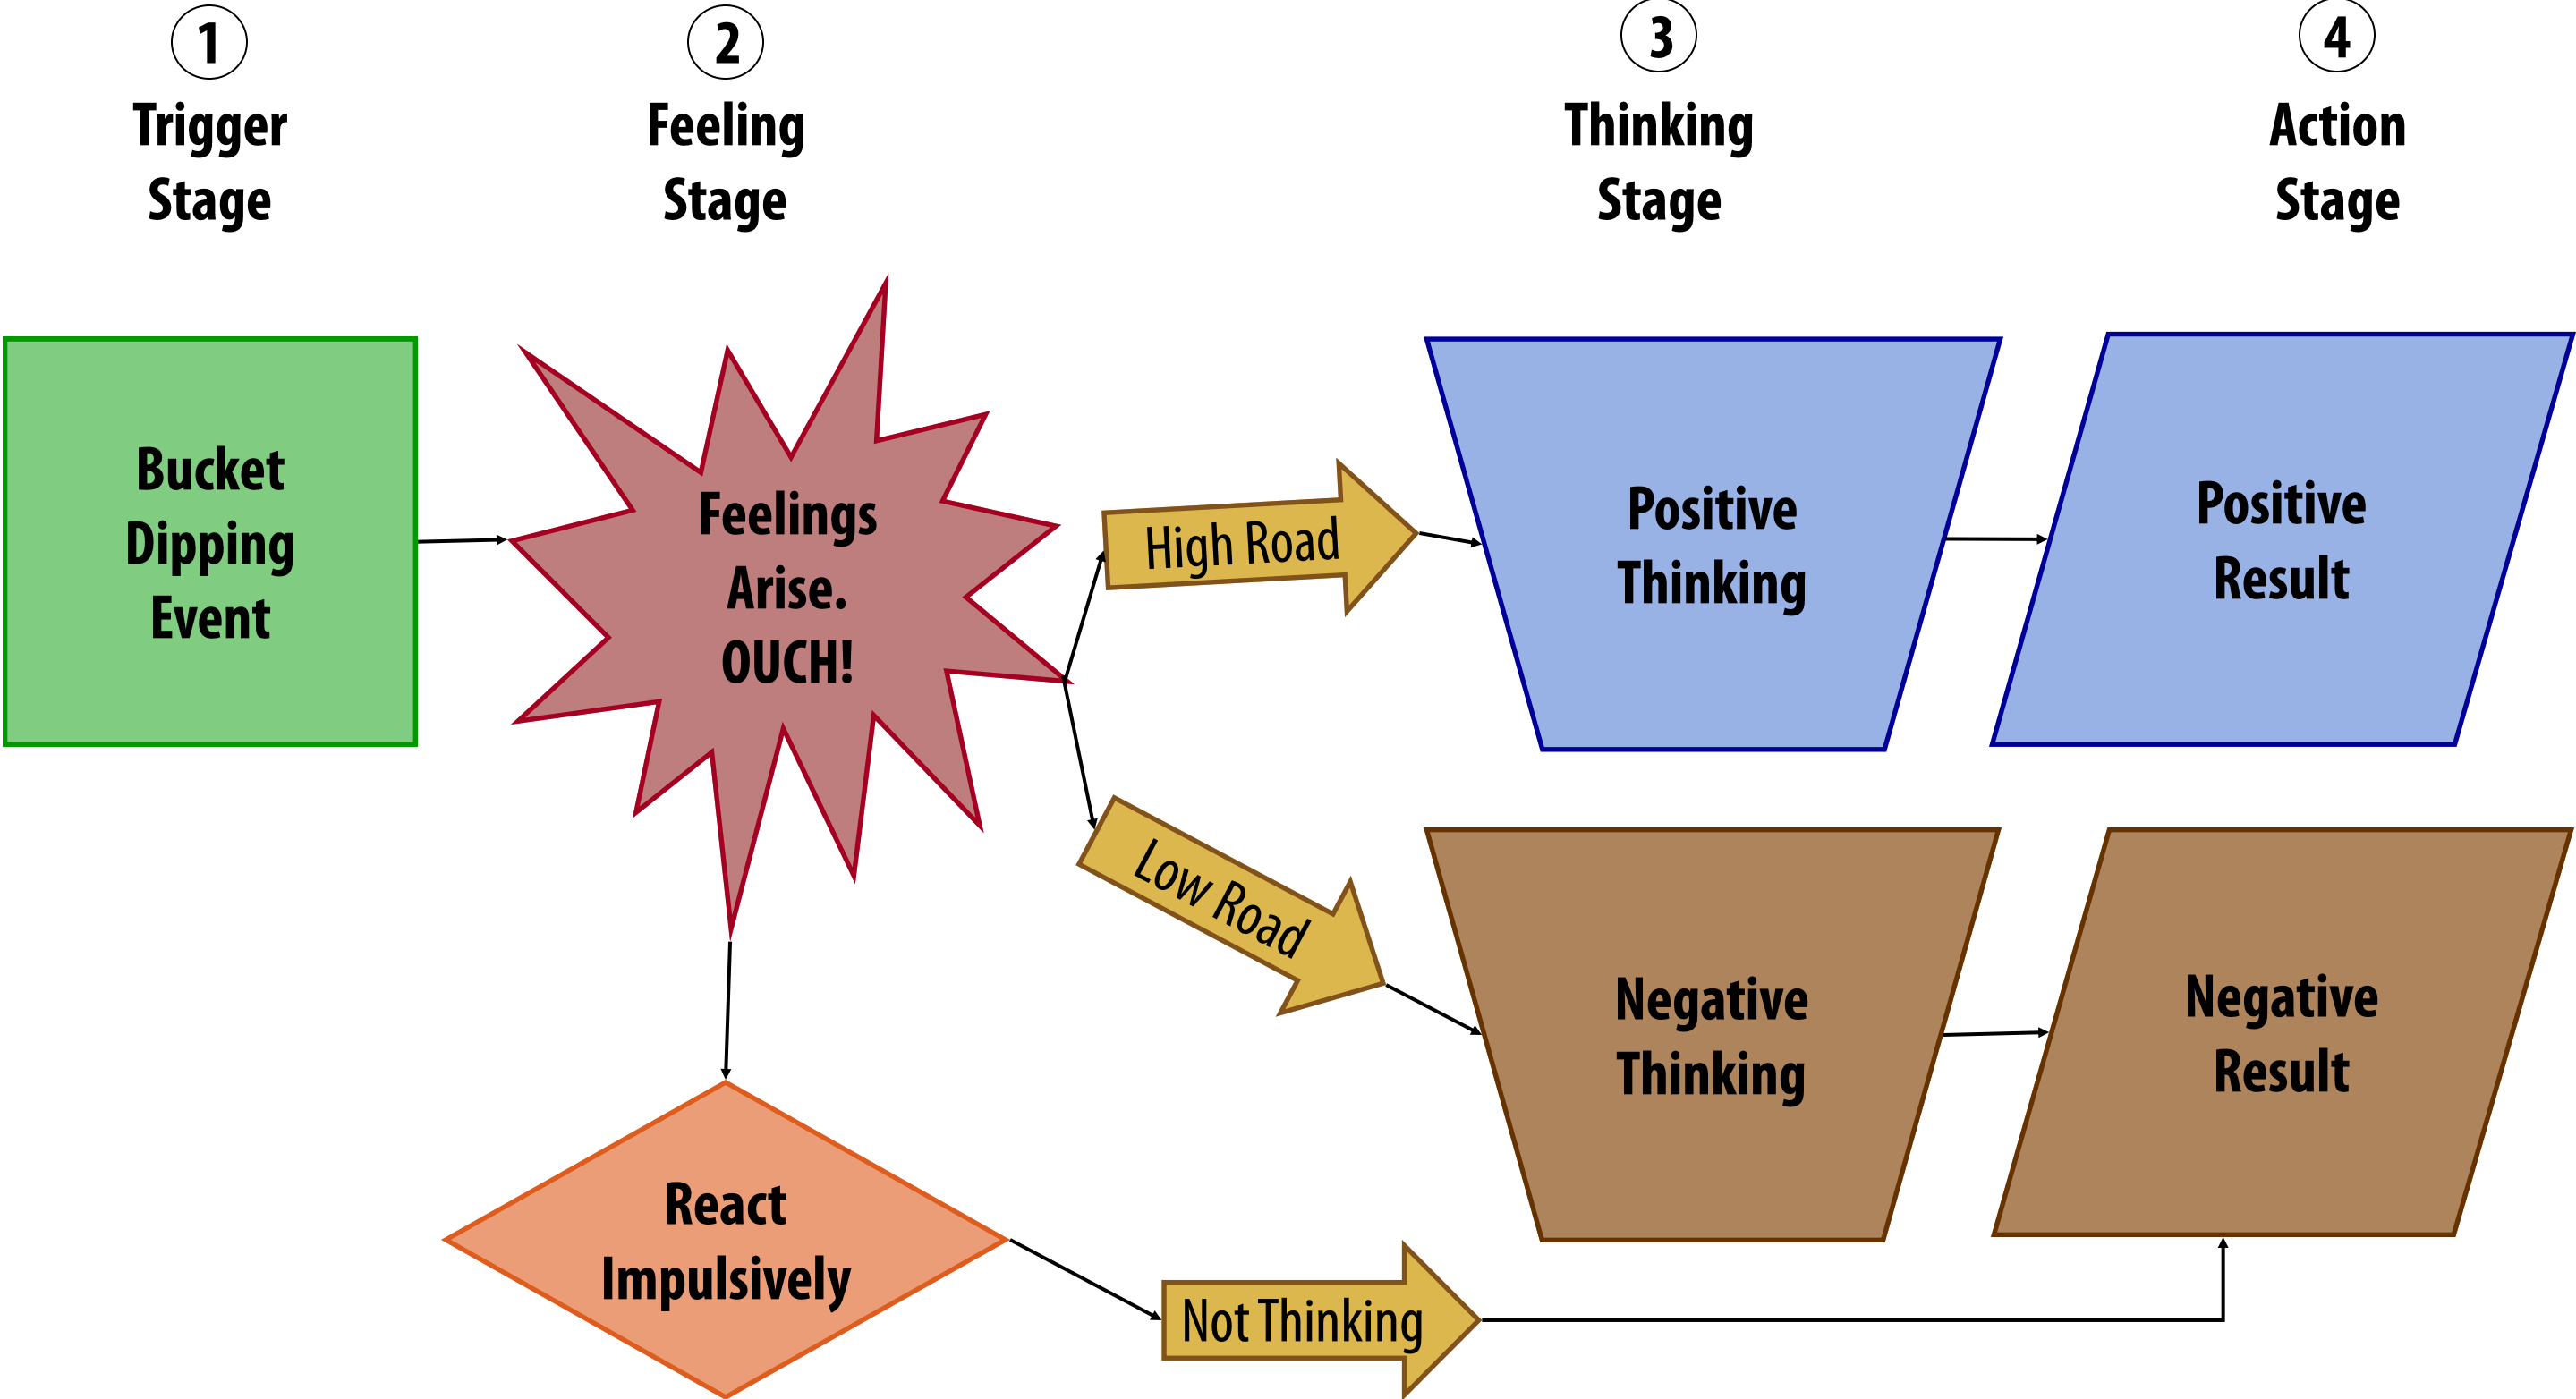 1
Trigger
Stage
2
Feeling
Stage
3
Thinking
Stage
4
Action
Stage
Bucket
Dipping
Event
Feelings
Arise.
OUCH!
High Road
Positive
Thinking
Positive
Result
Low Road
Negative
Thinking
Negative
Result
React
Impulsively
Not Thinking